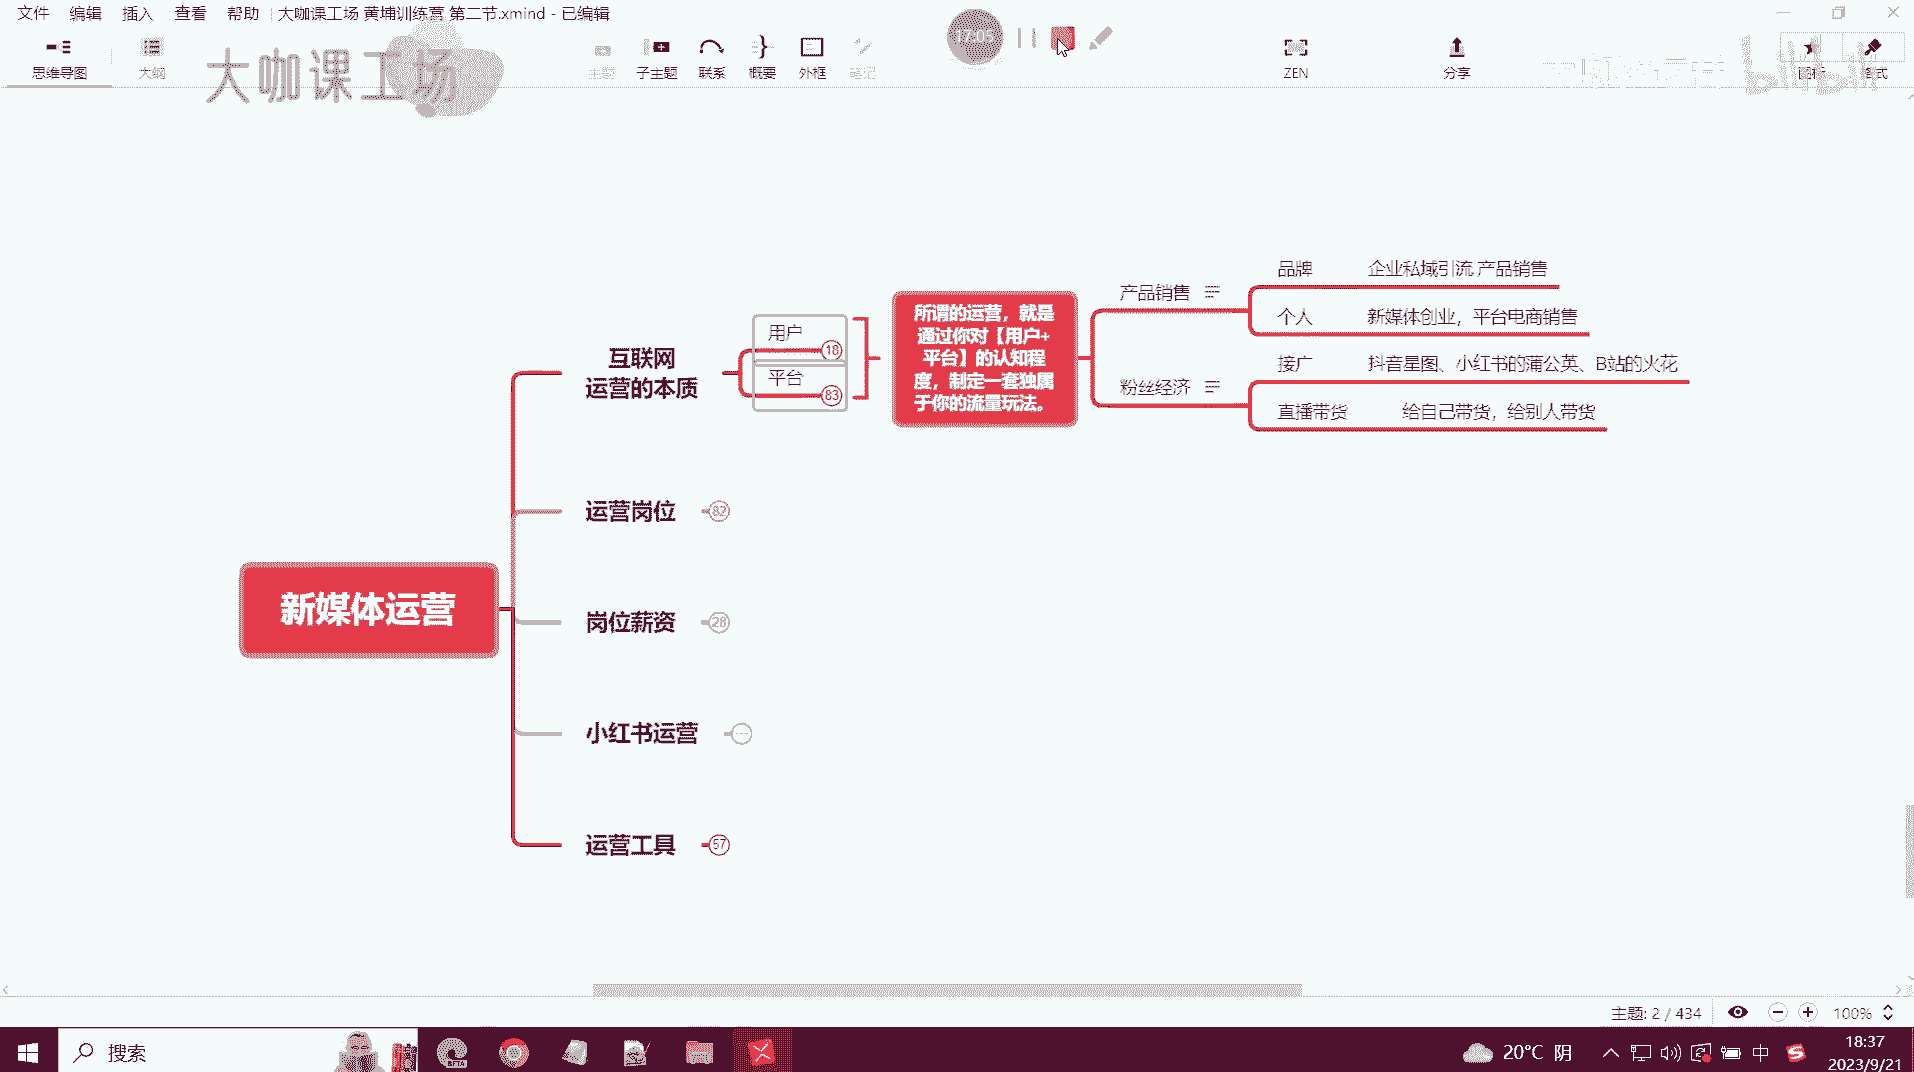 文件 编辑 插入 查看 帮助 大咖课工场 黄埔训练营 第二节.xmind - 已编辑
思维导图 大纲 主题 子主题 联系 概要 外框 笔记 ZEN 分享 图标 格式
大咖课工场
17:05
bilibili
新媒体运营
互联网
运营的本质
用户
18
平台
83
所谓的运营，就是
通过你对【用户+
平台】的认知程
度，制定一套独属
于你的流量玩法。
产品销售
品牌 企业私域引流 产品销售
个人 新媒体创业，平台电商销售
粉丝经济
接广 抖音星图、小红书的蒲公英、B站的火花
直播带货 给自己带货，给别人带货
运营岗位 82
岗位薪资 28
小红书运营
运营工具 57
主题: 2 / 434 100%
搜索
BETA
20°C 阴 中
18:37
2023/9/21